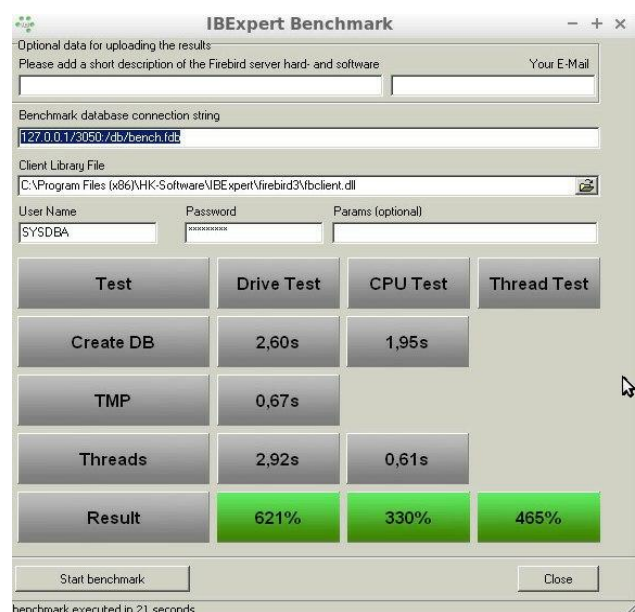 IBExpert Benchmark
Optional data for uploading the results
Please add a short description of the Firebird server hard- and software Your E-Mail
Benchmark database connection string
127.0.0.1/3050:/db/bench.fdb
Client Library File
C:\Program Files (x86)\HK-Software\IBExpert\firebird3\fbclient.dll
User Name Password Params (optional)
SYSDBA xxxxxxxxx
Test Drive Test CPU Test Thread Test
Create DB 2,60s 1,95s
TMP 0,67s
Threads 2,92s 0,61s
Result 621% 330% 465%
Start benchmark Close
benchmark executed in 21 seconds